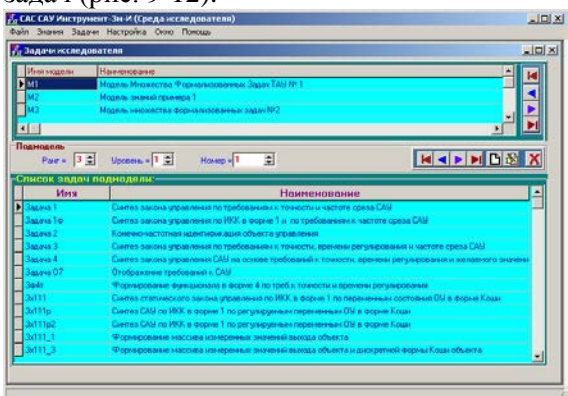 задач (рис. 9-12).
САС САУ Инструмент-3м-И (Среда исследователя)
Файл Знания Задачи Настройка Окно Помощь
Задачи исследователя
Имя модели Наименование
М1 Модель Множества Формализованных Задач ТАУ № 1
М2 Модель знаний примера 1
М3 Модель множества формализованных задач №2
Подмодель
Ранг = 3 Уровень = 1 Номер = 1
Список задач подмодели:
Имя Наименование
Задача 1 Синтез закона управления по требованиям к точности и частоте среза САУ
Задача 1ф Синтез закона управления по ИКК в форме 1 и по требованиям к частоте среза САУ
Задача 2 Конечно-частотная идентификация объекта управления
Задача 3 Синтез закона управления по требованиям к точности, времени регулирования и частоте среза САУ
Задача 4 Синтез закона управления САУ на основе требований к точности, времени регулирования и желаемого значени
Задача 07 Отображение требований к САУ
Зф4т Формирование функционала в форме 4 по треб.к точности и времени регулирования
Зх111 Синтез статического закона управления по ИКК в форме 1 по переменным состояния ОУ в форме Коши
Зх111р Синтез САУ по ИКК в форме 1 по регулируемым переменным ОУ в форме Коши
Зх111р2 Синтез САУ по ИКК в форме 1 по регулируемым переменным ОУ в форме Коши
Зх111_1 Формирование массива измеренных значений выхода объекта
Зх111_3 Формирование массива измеренных значений выхода объекта и дискретной формы Коши объекта